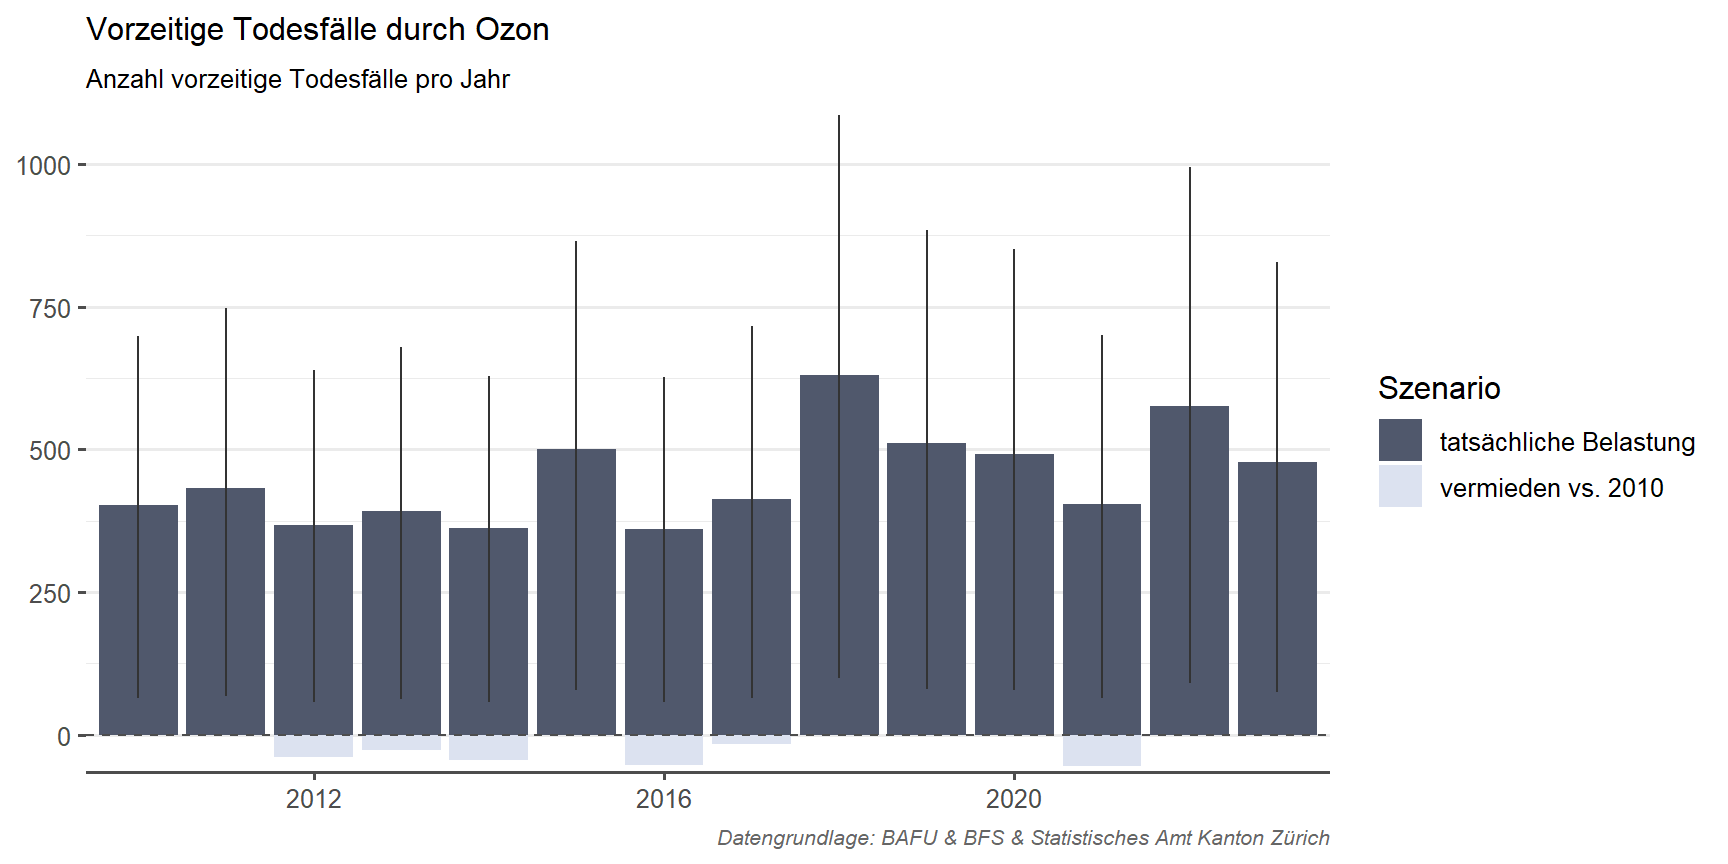 Vorzeitige Todesfälle durch Ozon
Anzahl vorzeitige Todesfälle pro Jahr
1000
750
500
250
0
2012 2016 2020
Szenario
tatsächliche Belastung
vermieden vs. 2010
Datengrundlage: BAFU & BFS & Statistisches Amt Kanton Zürich